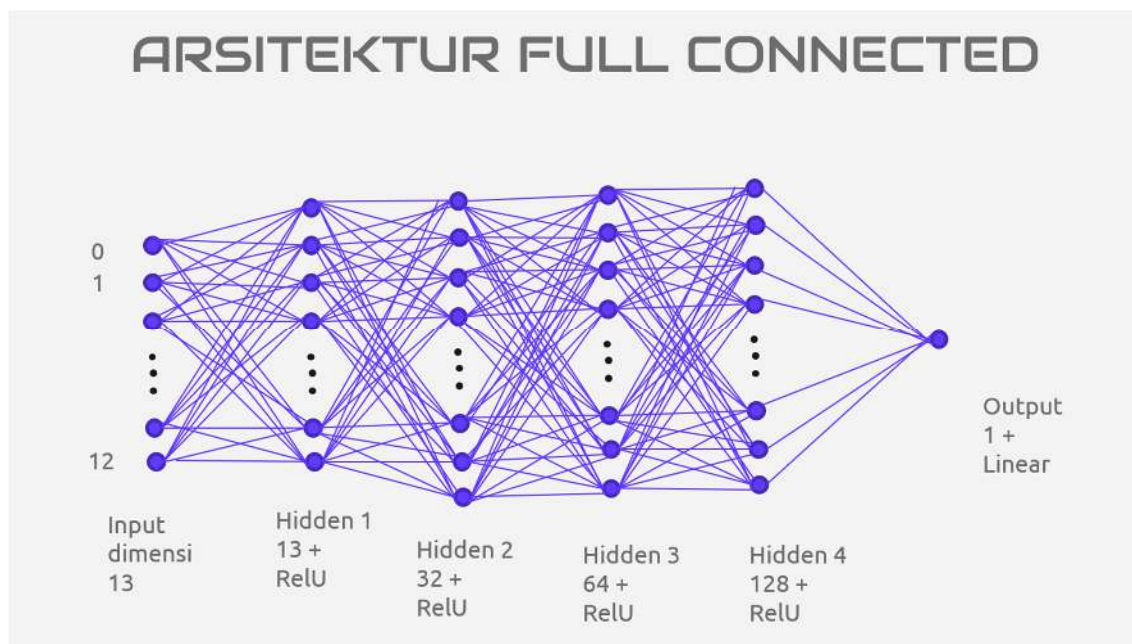 ARSITEKTUR FULL CONNECTED
0
1
12
Input
dimensi
13
Hidden 1
13 +
RelU
Hidden 2
32 +
RelU
Hidden 3
64 +
RelU
Hidden 4
128 +
RelU
Output
1 +
Linear